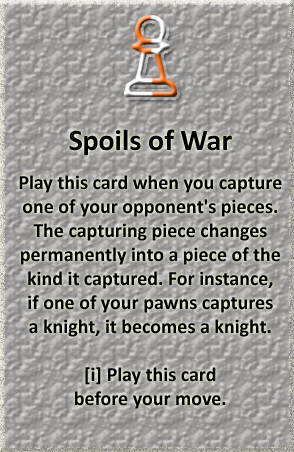 Spoils of War
Play this card when you capture
one of your opponent's pieces.
The capturing piece changes
permanently into a piece of the
kind it captured. For instance,
if one of your pawns captures
a knight, it becomes a knight.
[i] Play this card
before your move.